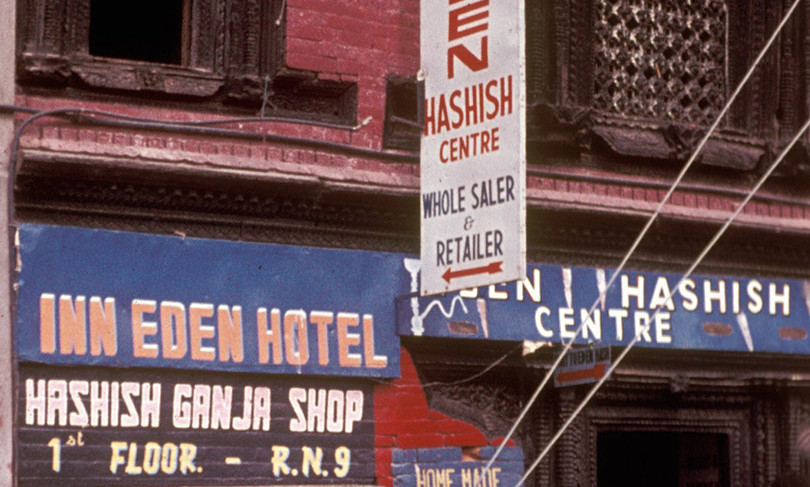 EN
HASHISH
CENTRE
WHOLE SALER
&
RETAILER
INN EDEN HOTEL
HASHISH GANJA SHOP
1st FLOOR. - R.N.9
HASHISH
CENTRE
HOME MADE